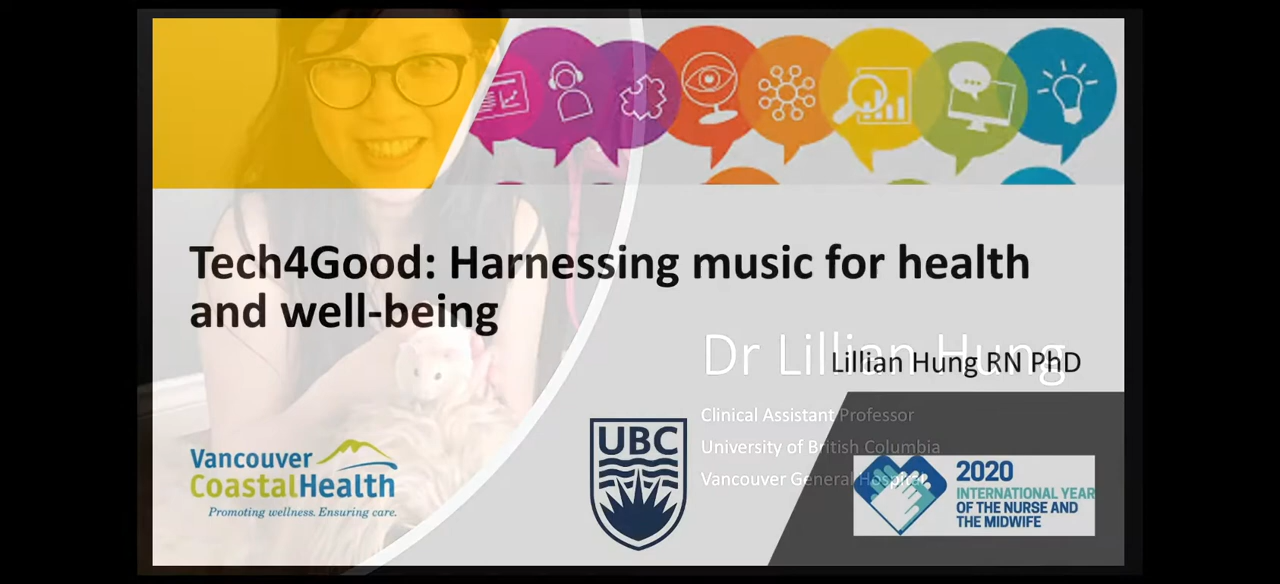 Tech4Good: Harnessing music for health
and well-being
Dr Lillian Hung
Lillian Hung RN PhD
Clinical Assistant Professor
University of British Columbia
Vancouver General Hospital
Vancouver
CoastalHealth
Promoting wellness. Ensuring care.
UBC
2020
INTERNATIONAL YEAR
OF THE NURSE AND
THE MIDWIFE